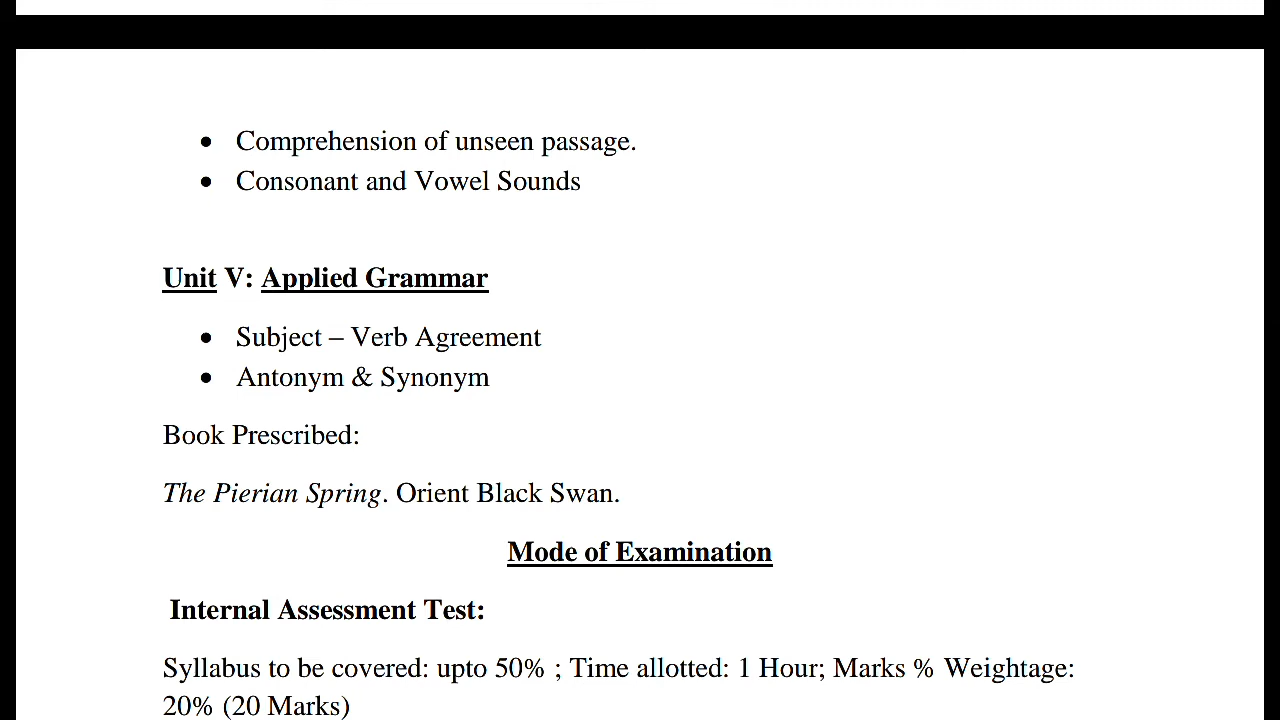 • Comprehension of unseen passage.
• Consonant and Vowel Sounds
Unit V: Applied Grammar
• Subject – Verb Agreement
• Antonym & Synonym
Book Prescribed:
The Pierian Spring. Orient Black Swan.
Mode of Examination
Internal Assessment Test:
Syllabus to be covered: upto 50% ; Time allotted: 1 Hour; Marks % Weightage:
20% (20 Marks)